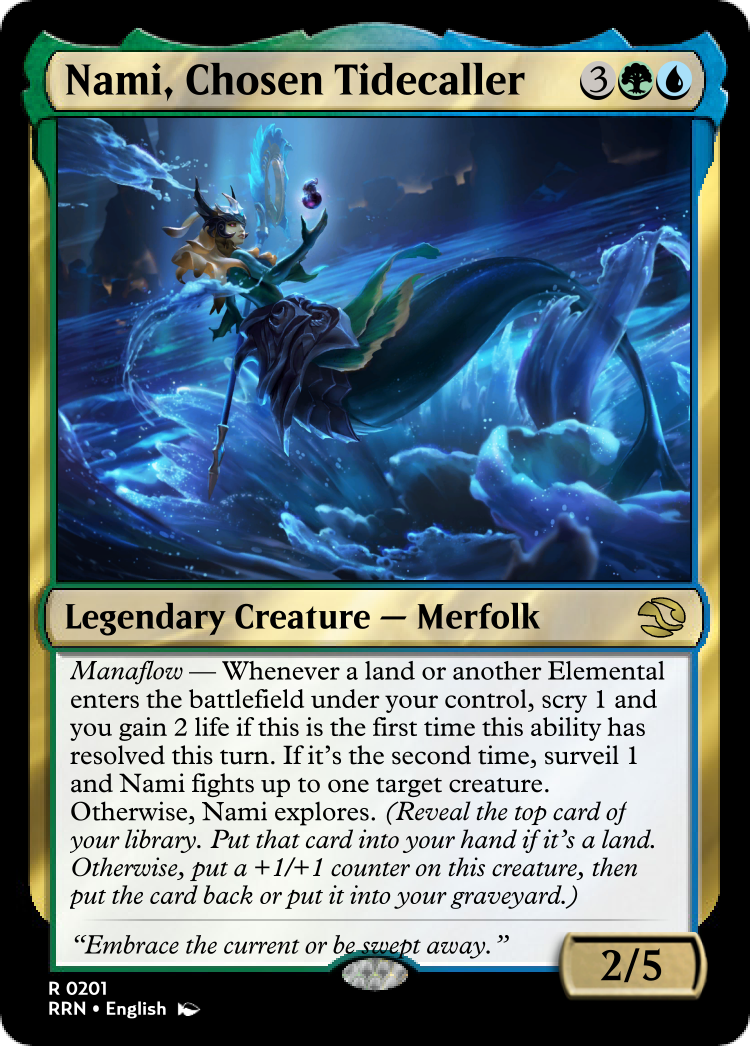 Nami, Chosen Tidecaller 3
Legendary Creature — Merfolk
Manaflow — Whenever a land or another Elemental
enters the battlefield under your control, scry 1 and
you gain 2 life if this is the first time this ability has
resolved this turn. If it's the second time, surveil 1
and Nami fights up to one target creature.
Otherwise, Nami explores. (Reveal the top card of
your library. Put that card into your hand if it's a land.
Otherwise, put a +1/+1 counter on this creature, then
put the card back or put it into your graveyard.)
“Embrace the current or be swept away.”
2/5
R 0201
RRN • English